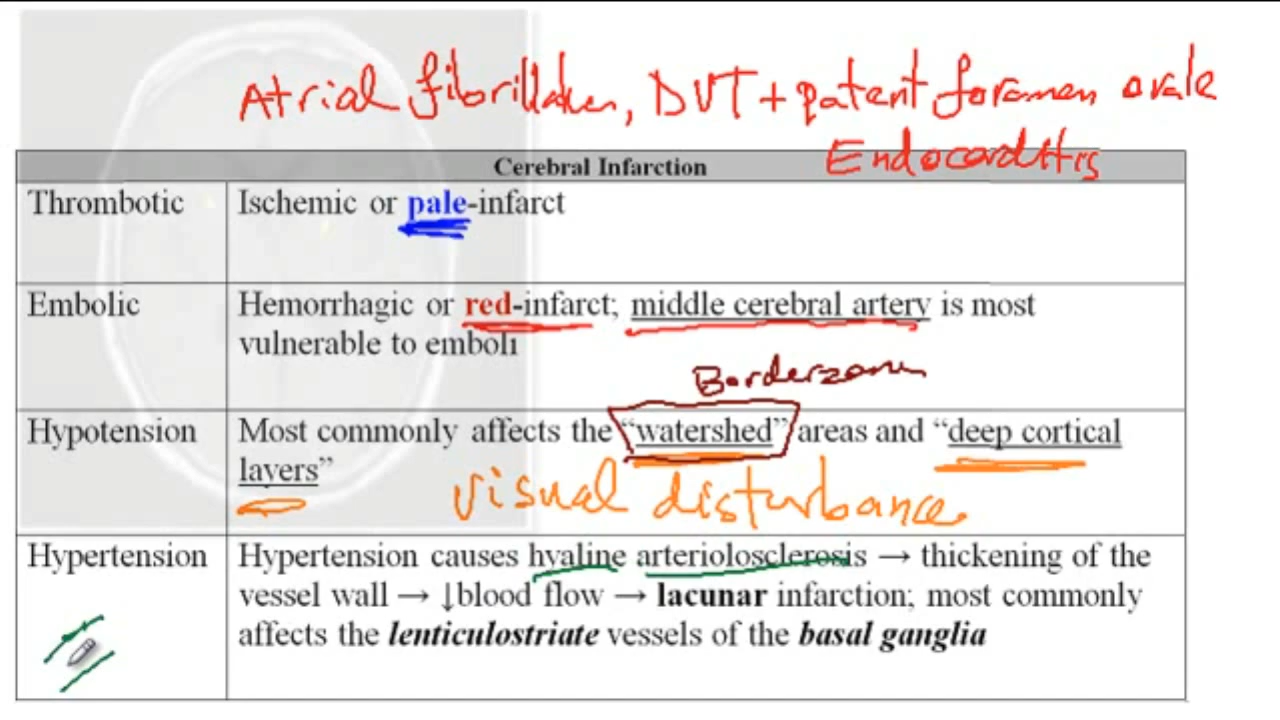 Atrial fibrillation, DVT + patent foramen ovale
Endocarditis
Cerebral Infarction
Thrombotic
Ischemic or pale-infarct
Embolic
Hemorrhagic or red-infarct; middle cerebral artery is most
vulnerable to emboli
Borderzone
Hypotension
Most commonly affects the “watershed” areas and “deep cortical
layers”
visual disturbance
Hypertension
Hypertension causes hyaline arteriolosclerosis → thickening of the
vessel wall → ↓blood flow → lacunar infarction; most commonly
affects the lenticulostriate vessels of the basal ganglia